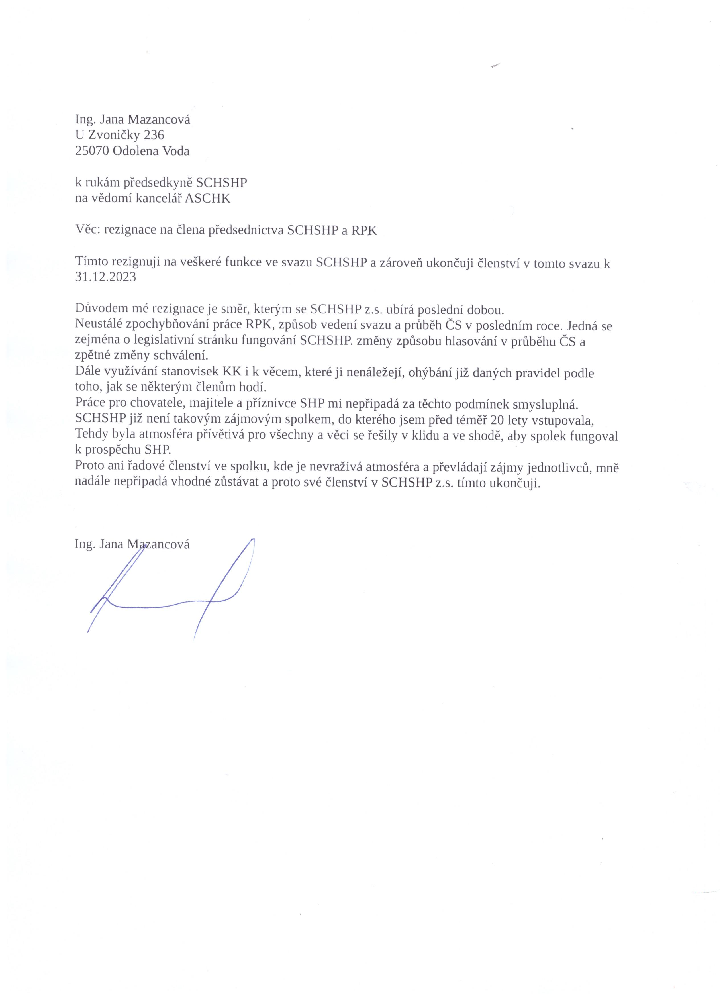 Ing. Jana Mazancová
U Zvoničky 236
25070 Odolena Voda
k rukám předsedkyně SCHSHP
na vědomí kancelář ASCHK
Věc: rezignace na člena předsednictva SCHSHP a RPK
Tímto rezignuji na veškeré funkce ve svazu SCHSHP a zároveň ukončuji členství v tomto svazu k
31.12.2023
Důvodem mé rezignace je směr, kterým se SCHSHP z.s. ubírá poslední dobou.
Neustálé zpochybňování práce RPK, způsob vedení svazu a průběh ČS v posledním roce. Jedná se
zejména o legislativní stránku fungování SCHSHP. změny způsobu hlasování v průběhu ČS a
zpětné změny schválení.
Dále využívání stanovisek KK i k věcem, které ji nenáležejí, ohýbání již daných pravidel podle
toho, jak se některým členům hodí.
Práce pro chovatele, majitele a příznivce SHP mi nepřipadá za těchto podmínek smysluplná.
SCHSHP již není takovým zájmovým spolkem, do kterého jsem před téměř 20 lety vstupovala,
Tehdy byla atmosféra přívětivá pro všechny a věci se řešily v klidu a ve shodě, aby spolek fungoval
k prospěchu SHP.
Proto ani řadové členství ve spolku, kde je nevraživá atmosféra a převládají zájmy jednotlivců, mně
nadále nepřipadá vhodné zůstávat a proto své členství v SCHSHP z.s. tímto ukončuji.
Ing. Jana Mazancová